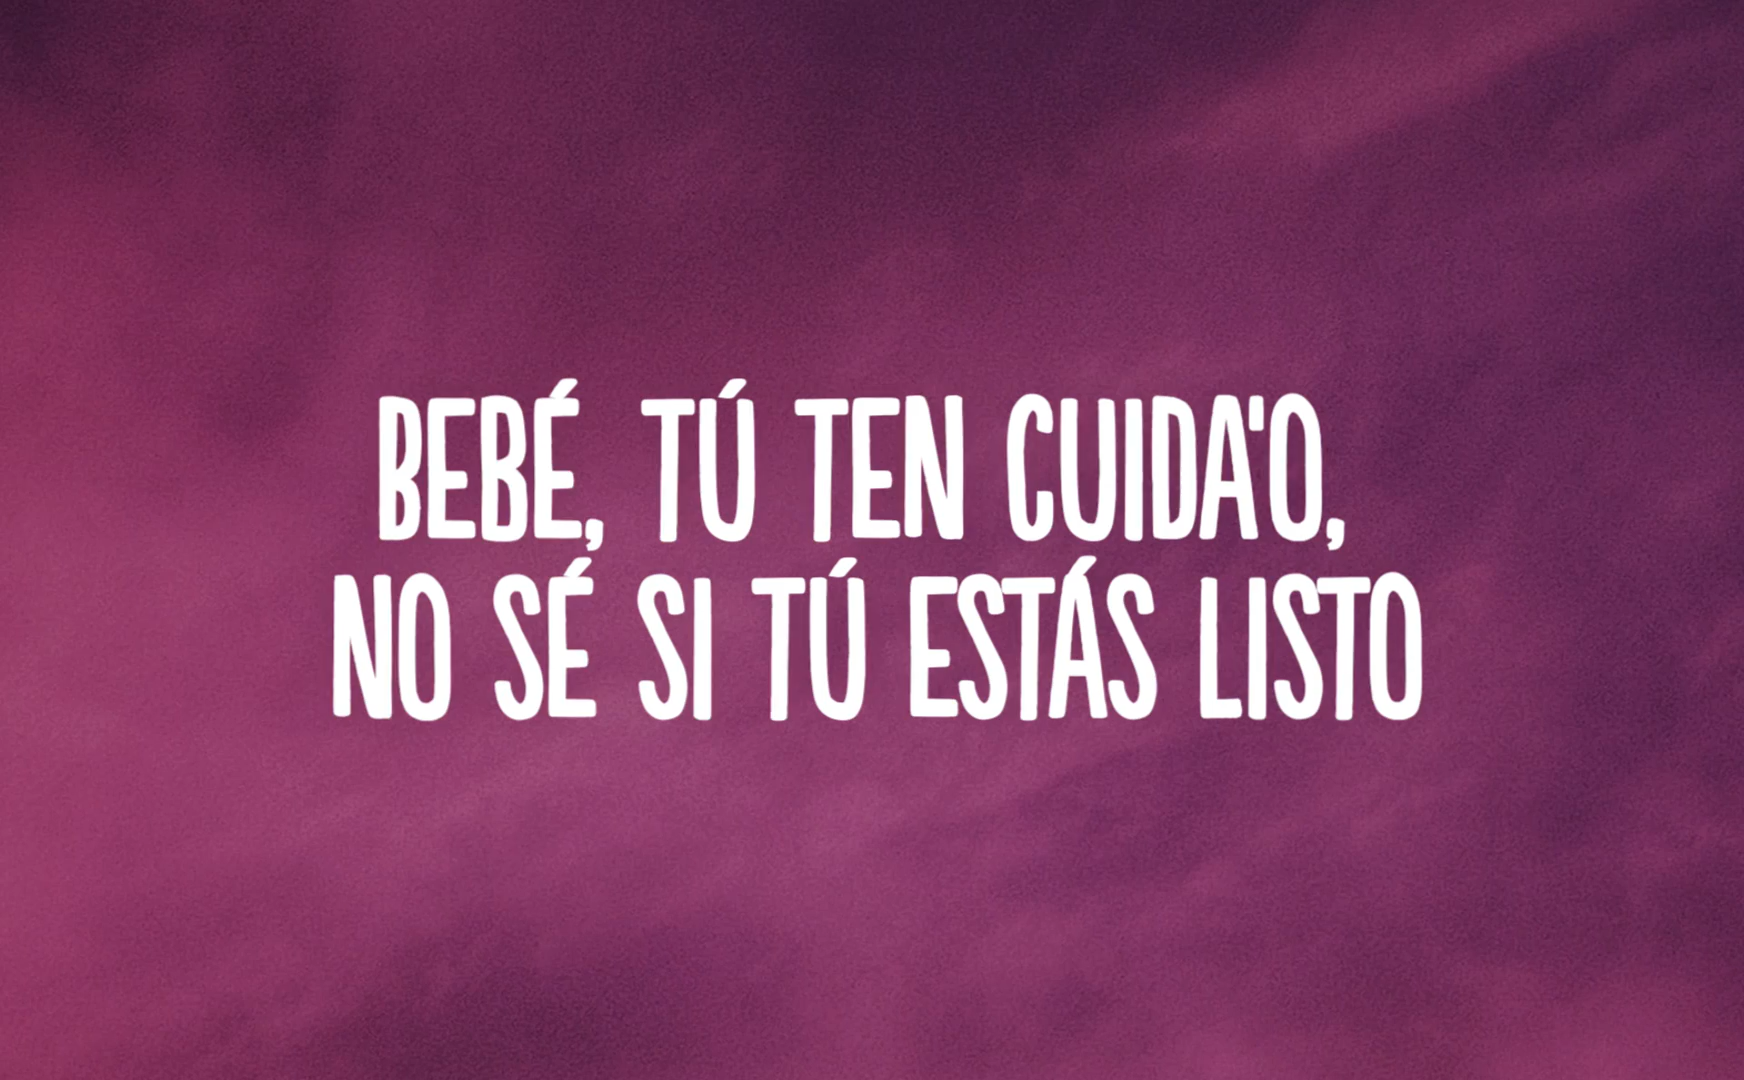 BEBÉ, TÚ TEN CUIDA'O,
NO SÉ SI TÚ ESTÁS LISTO